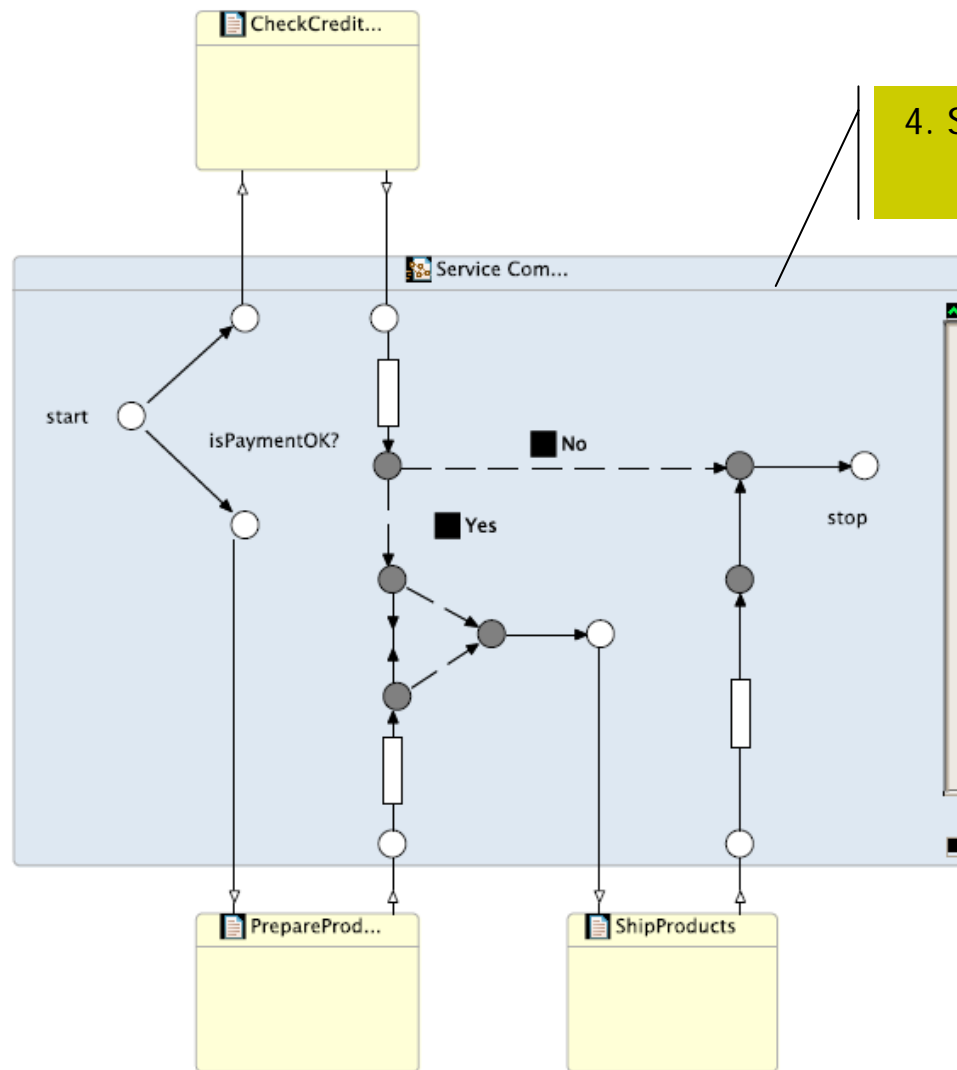 CheckCredit...
4. S
Service Com...
start
isPaymentOK?
No
Yes
stop
PrepareProd...
ShipProducts